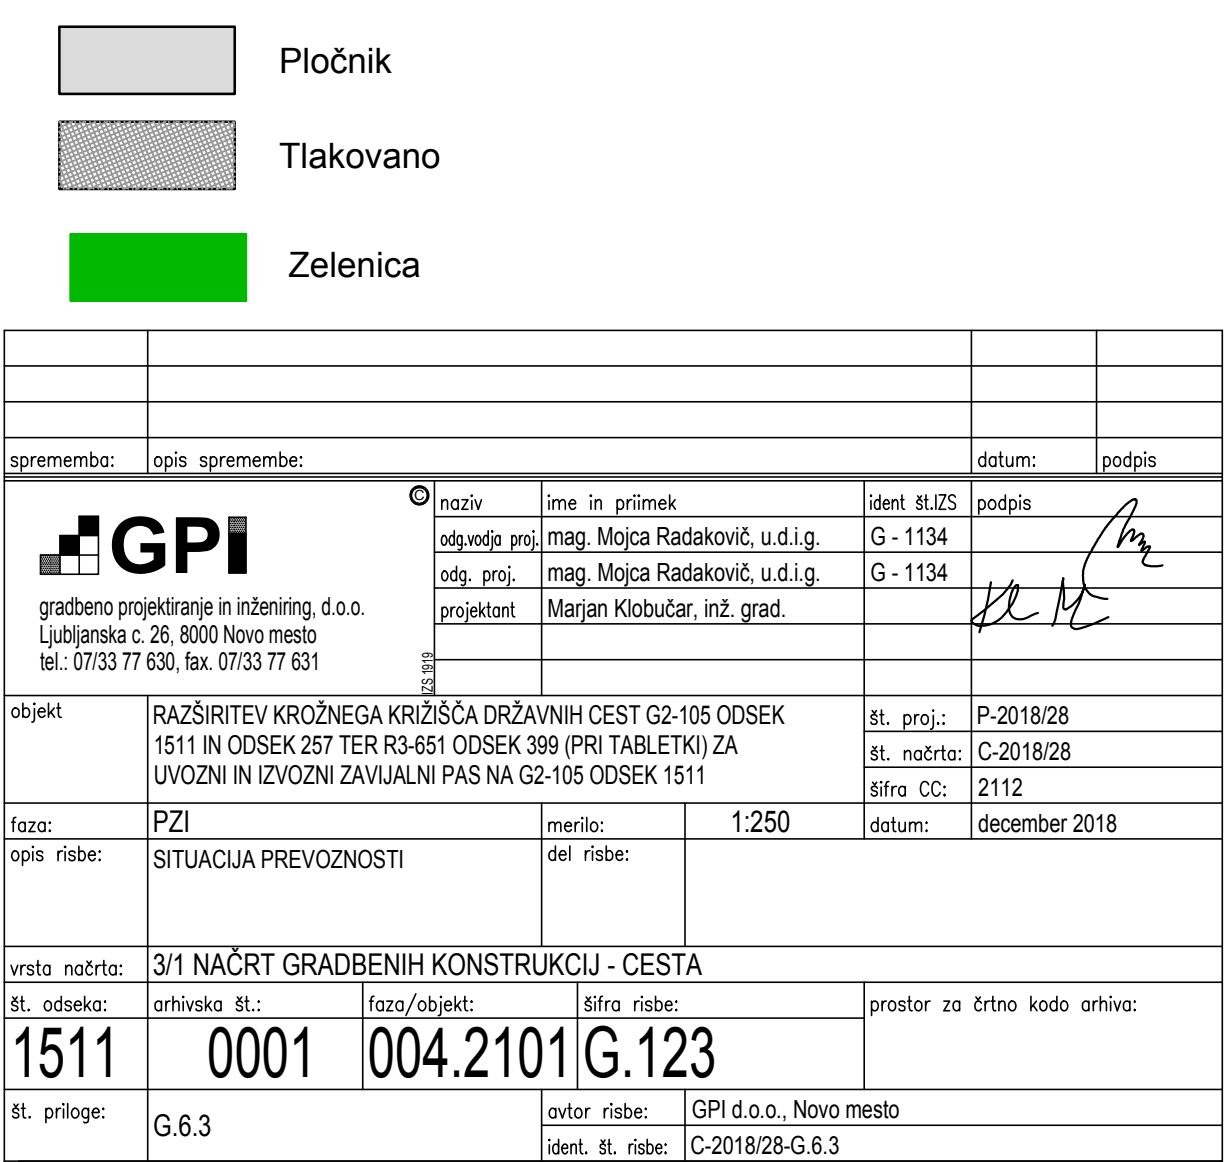 Pločnik
Tlakovano
Zelenica
sprememba: opis spremembe: datum: podpis
© naziv ime in priimek ident št.IZS podpis
GPI
odg.vodja proj. mag. Mojca Radakovič, u.d.i.g. G - 1134
odg. proj. mag. Mojca Radakovič, u.d.i.g. G - 1134
projektant Marjan Klobučar, inž. grad.
gradbeno projektiranje in inženiring, d.o.o.
Ljubljanska c. 26, 8000 Novo mesto
tel.: 07/33 77 630, fax. 07/33 77 631
IZS 1919
objekt RAZŠIRITEV KROŽNEGA KRIŽIŠČA DRŽAVNIH CEST G2-105 ODSEK
1511 IN ODSEK 257 TER R3-651 ODSEK 399 (PRI TABLETKI) ZA
UVOZNI IN IZVOZNI ZAVIJALNI PAS NA G2-105 ODSEK 1511
št. proj.: P-2018/28
št. načrta: C-2018/28
šifra CC: 2112
faza: PZI merilo: 1:250 datum: december 2018
opis risbe: SITUACIJA PREVOZNOSTI del risbe:
vrsta načrta: 3/1 NAČRT GRADBENIH KONSTRUKCIJ - CESTA
št. odseka: arhivska št.: faza/objekt: šifra risbe: prostor za črtno kodo arhiva:
1511 0001 004.2101 G.123
št. priloge: G.6.3 avtor risbe: GPI d.o.o., Novo mesto
ident. št. risbe: C-2018/28-G.6.3